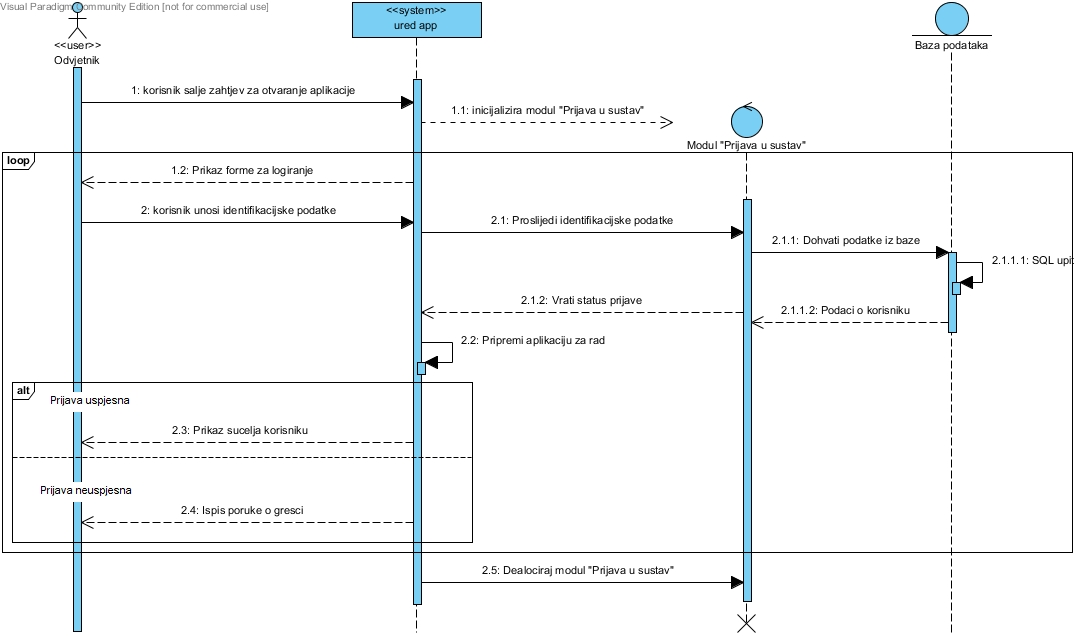 Visual Paradigm Community Edition [not for commercial use]
<<system>>
ured app
<<user>>
Odvjetnik
Baza podataka
1: korisnik salje zahtjev za otvaranje aplikacije
1.1: inicijalizira modul "Prijava u sustav"
Modul "Prijava u sustav"
loop
1.2: Prikaz forme za logiranje
2: korisnik unosi identifikacijske podatke
2.1: Proslijedi identifikacijske podatke
2.1.1: Dohvati podatke iz baze
2.1.1.1: SQL upit
2.1.2: Vrati status prijave
2.1.1.2: Podaci o korisniku
2.2: Pripremi aplikaciju za rad
alt
Prijava uspjesna
2.3: Prikaz sucelja korisniku
Prijava neuspjesna
2.4: Ispis poruke o gresci
2.5: Dealociraj modul "Prijava u sustav"